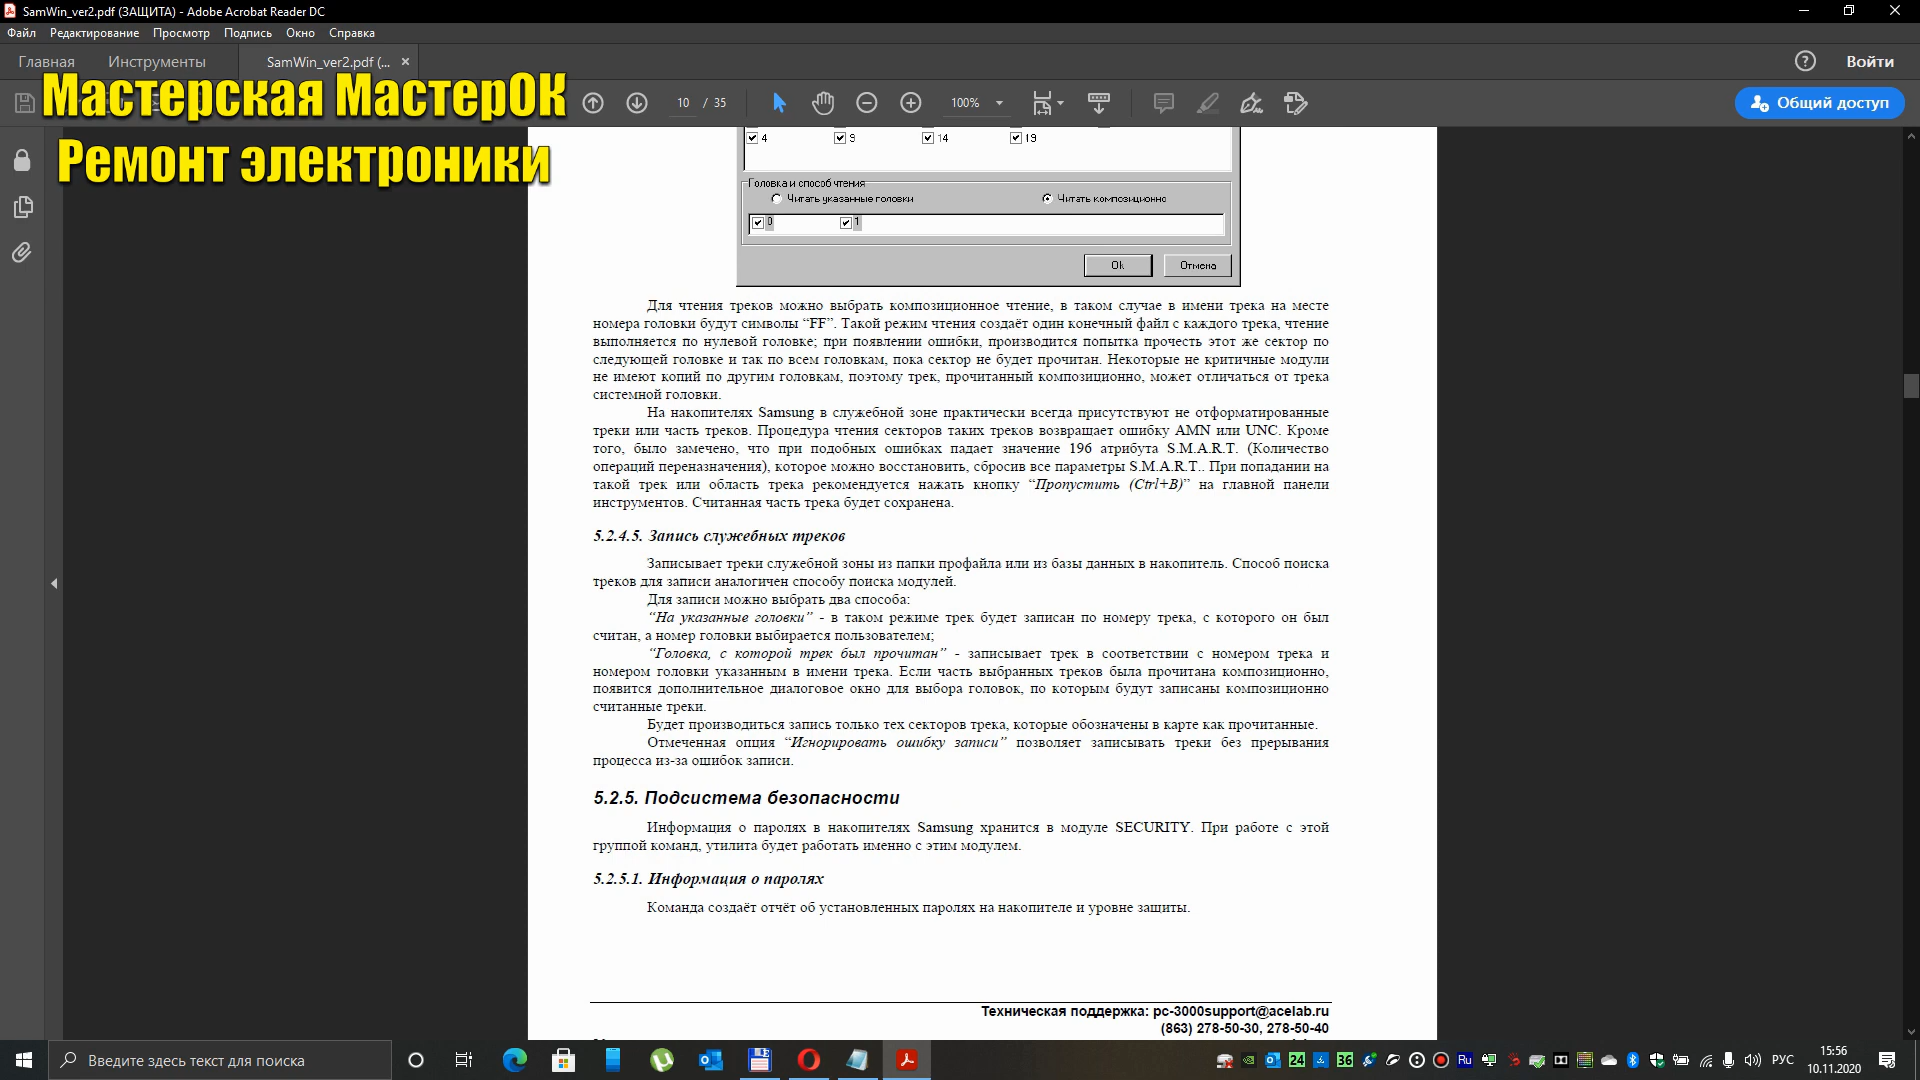 SamWin_ver2.pdf (ЗАЩИТА) - Adobe Acrobat Reader DC
Файл Редактирование Просмотр Подпись Окно Справка
Главная Инструменты SamWin_ver2.pdf (... × Войти
Мастерская МастерОК
Ремонт электроники
10 / 35 100% Общий доступ
4 9 14 19
Головка и способ чтения
Читать указанные головки Читать композиционно
0 1
Ok Отмена
Для чтения треков можно выбрать композиционное чтение, в таком случае в имени трека на месте
номера головки будут символы “FF”. Такой режим чтения создаёт один конечный файл с каждого трека, чтение
выполняется по нулевой головке; при появлении ошибки, производится попытка прочесть этот же сектор по
следующей головке и так по всем головкам, пока сектор не будет прочитан. Некоторые не критичные модули
не имеют копий по другим головкам, поэтому трек, прочитанный композиционно, может отличаться от трека
системной головки.
На накопителях Samsung в служебной зоне практически всегда присутствуют не отформатированные
треки или часть треков. Процедура чтения секторов таких треков возвращает ошибку AMN или UNC. Кроме
того, было замечено, что при подобных ошибках падает значение 196 атрибута S.M.A.R.T. (Количество
операций переназначения), которое можно восстановить, сбросив все параметры S.M.A.R.T.. При попадании на
такой трек или область трека рекомендуется нажать кнопку “Пропустить (Ctrl+B)” на главной панели
инструментов. Считанная часть трека будет сохранена.
5.2.4.5. Запись служебных треков
Записывает треки служебной зоны из папки профайла или из базы данных в накопитель. Способ поиска
треков для записи аналогичен способу поиска модулей.
Для записи можно выбрать два способа:
“На указанные головки” - в таком режиме трек будет записан по номеру трека, с которого он был
считан, а номер головки выбирается пользователем;
“Головка, с которой трек был прочитан” - записывает трек в соответствии с номером трека и
номером головки указанным в имени трека. Если часть выбранных треков была прочитана композиционно,
появится дополнительное диалоговое окно для выбора головок, по которым будут записаны композиционно
считанные треки.
Будет производиться запись только тех секторов трека, которые обозначены в карте как прочитанные.
Отмеченная опция “Игнорировать ошибку записи” позволяет записывать треки без прерывания
процесса из-за ошибок записи.
5.2.5. Подсистема безопасности
Информация о паролях в накопителях Samsung хранится в модуле SECURITY. При работе с этой
группой команд, утилита будет работать именно с этим модулем.
5.2.5.1. Информация о паролях
Команда создаёт отчёт об установленных паролях на накопителе и уровне защиты.
Техническая поддержка: pc-3000support@acelab.ru
(863) 278-50-30, 278-50-40
Введите здесь текст для поиска
24 36 Ru РУС
15:56
10.11.2020